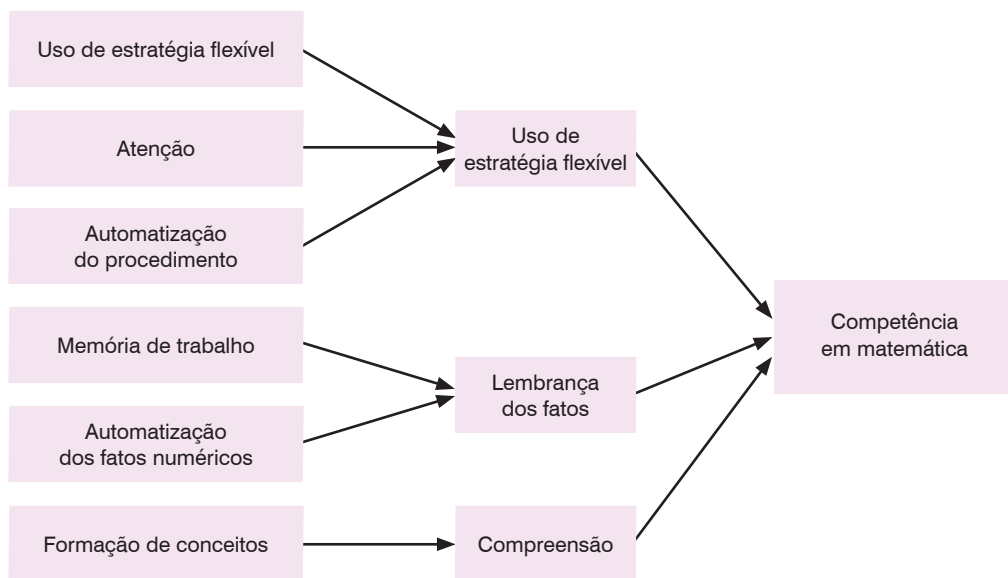 Uso de estratégia flexível
Atenção
Automatização
do procedimento
Memória de trabalho
Automatização
dos fatos numéricos
Formação de conceitos
Uso de
estratégia flexível
Lembrança
dos fatos
Compreensão
Competência
em matemática